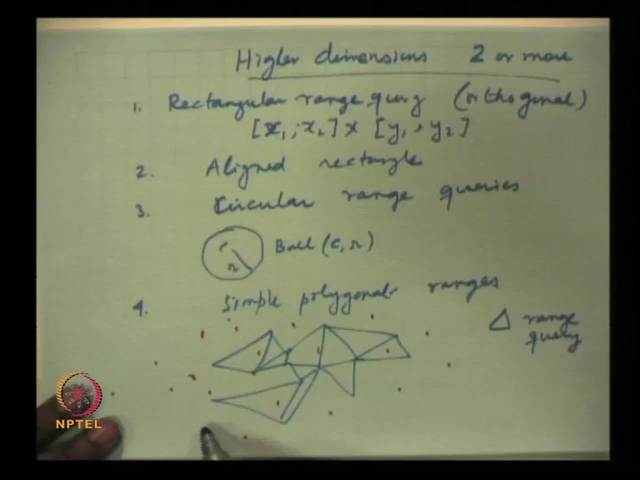 Higher dimensions 2 or more
1. Rectangular range query (orthogonal)
[x1, x2] x [y1, y2]
2. Aligned rectangles
3. Circular range queries
c
r
Ball (c, r)
4. Simple polygonal ranges
Δ range
query
NPTEL